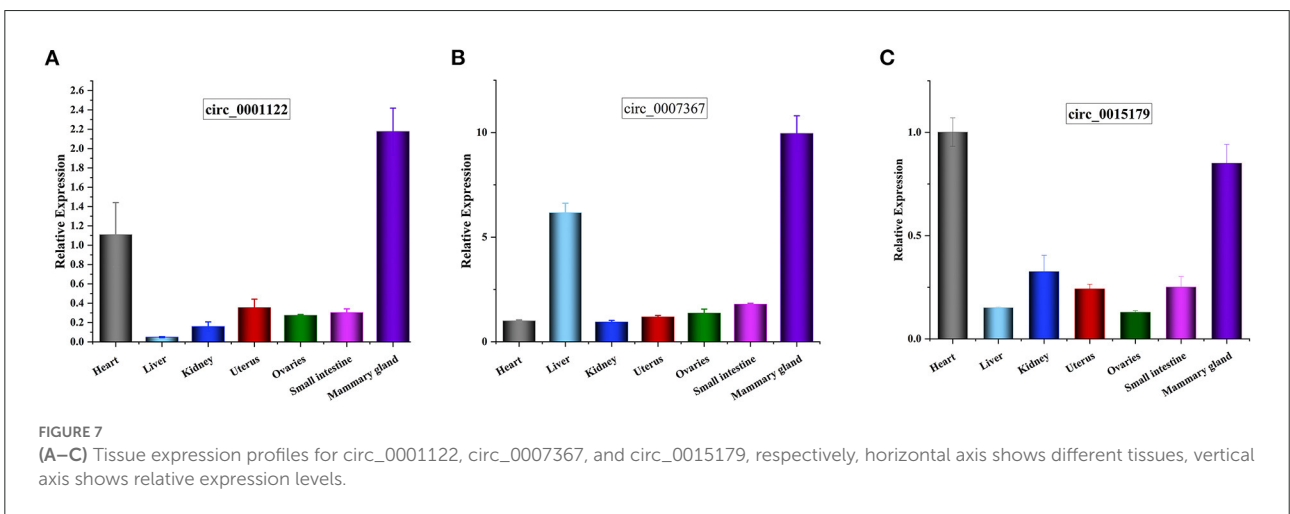 A
circ_0001122
Relative Expression
2.6
2.4
2.2
2.0
1.8
1.6
1.4
1.2
1.0
0.8
0.6
0.4
0.2
0.0
Heart
Liver
Kidney
Uterus
Ovaries
Small intestine
Mammary gland
B
circ_0007367
Relative Expression
10
5
0
Heart
Liver
Kidney
Uterus
Ovaries
Small intestine
Mammary gland
C
circ_0015179
Relative Expression
1.0
0.5
0.0
Heart
Liver
Kidney
Uterus
Ovaries
Small intestine
Mammary gland
FIGURE 7
(A–C) Tissue expression profiles for circ_0001122, circ_0007367, and circ_0015179, respectively, horizontal axis shows different tissues, vertical
axis shows relative expression levels.